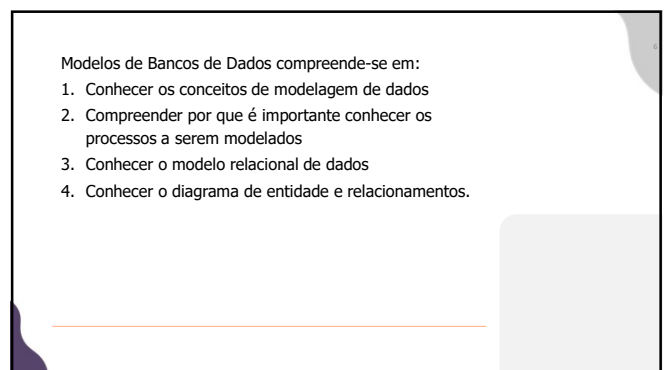 6
Modelos de Bancos de Dados compreende-se em:
1. Conhecer os conceitos de modelagem de dados
2. Compreender por que é importante conhecer os
processos a serem modelados
3. Conhecer o modelo relacional de dados
4. Conhecer o diagrama de entidade e relacionamentos.